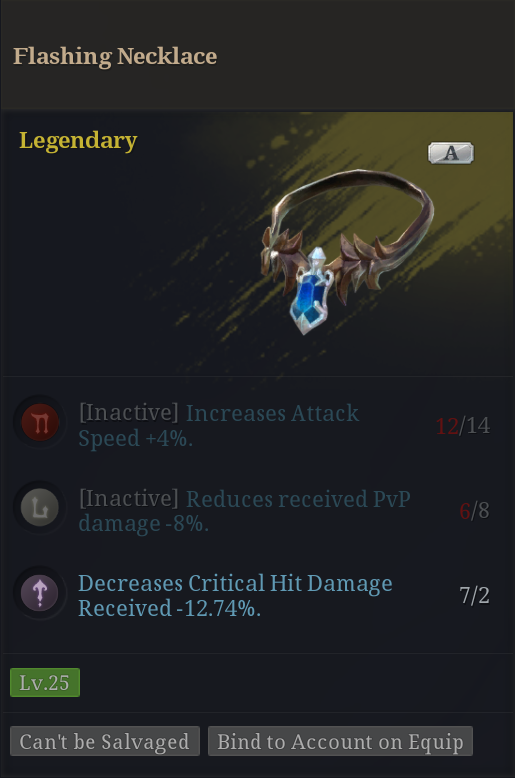 Flashing Necklace
Legendary
A
[Inactive] Increases Attack
Speed +4%.
12/14
[Inactive] Reduces received PvP
damage -8%.
6/8
Decreases Critical Hit Damage
Received -12.74%.
7/2
Lv.25
Can't be Salvaged
Bind to Account on Equip